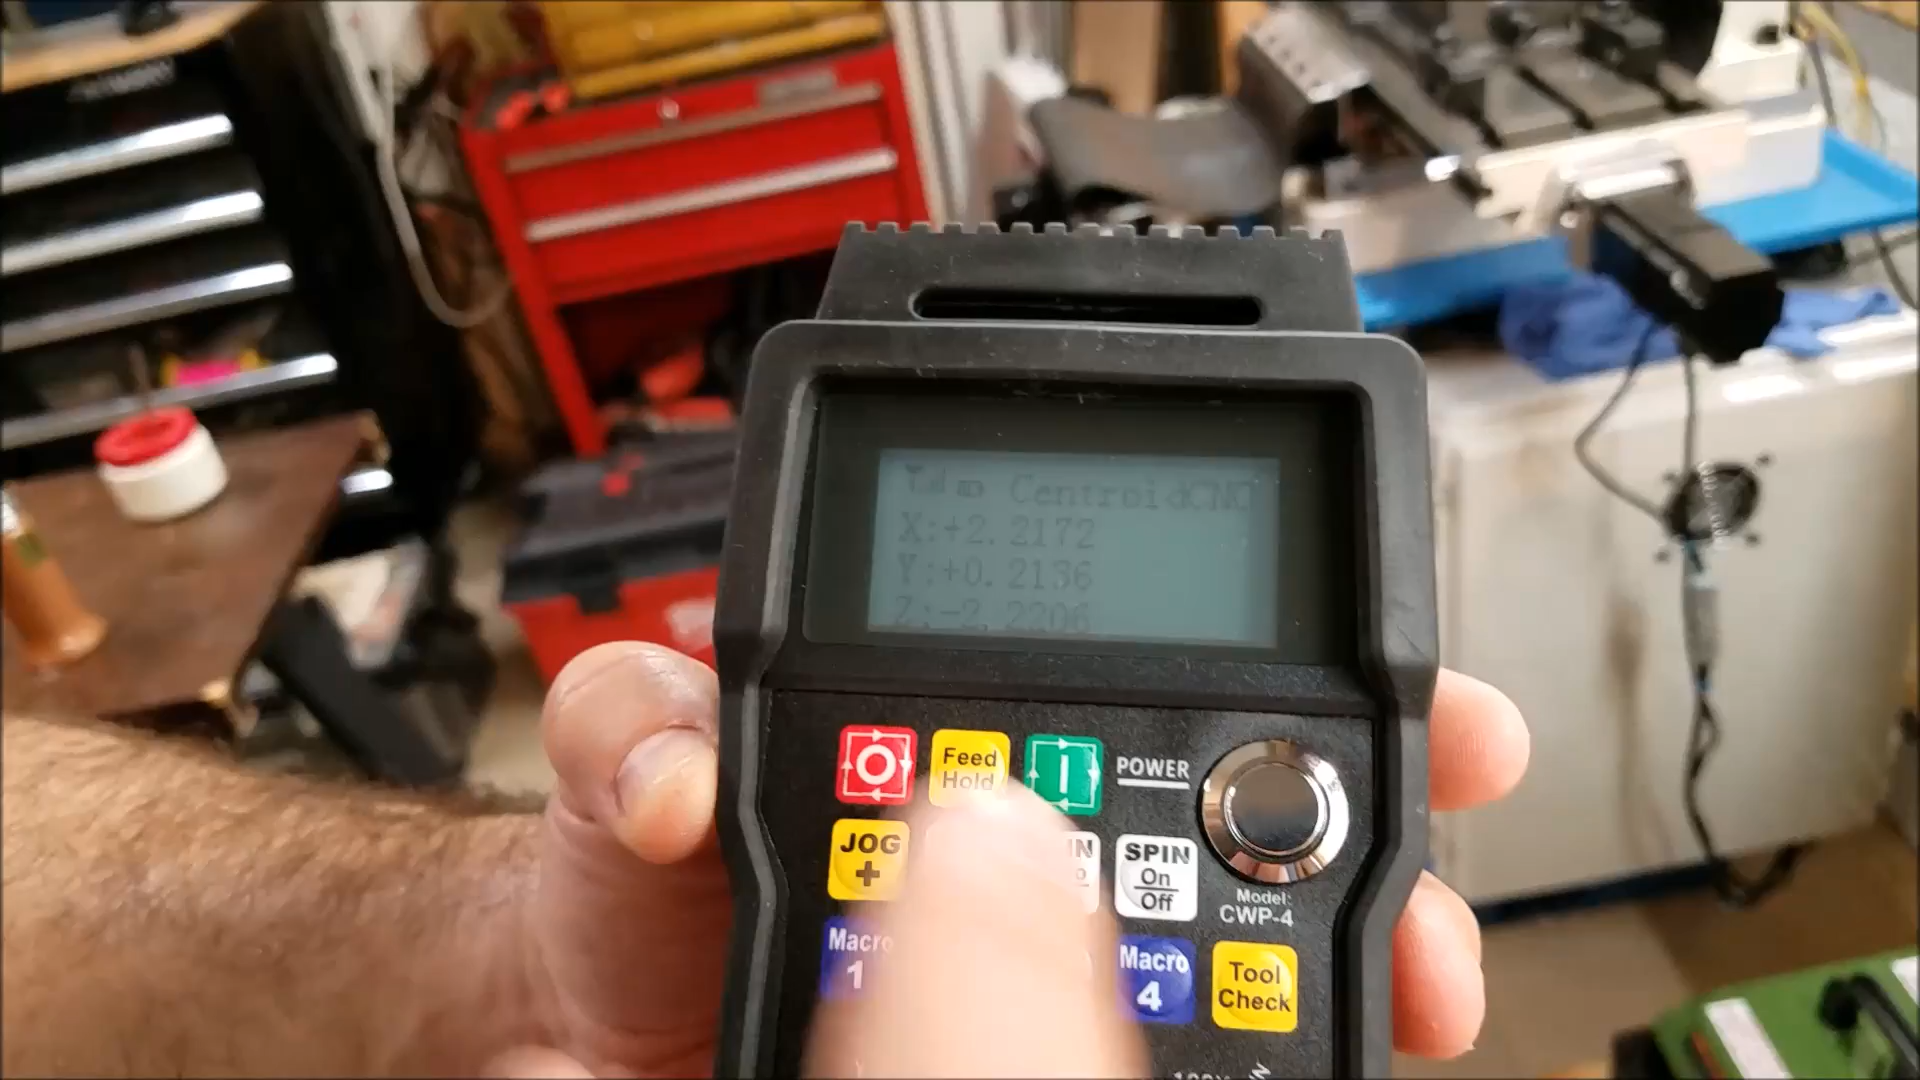 CentroidCNC
X:+2.2172
Y:+0.2136
Z:-2.2206
Feed
Hold
POWER
JOG
+
SPIN
On
Off
Model:
CWP-4
Macro
1
Macro
4
Tool
Check